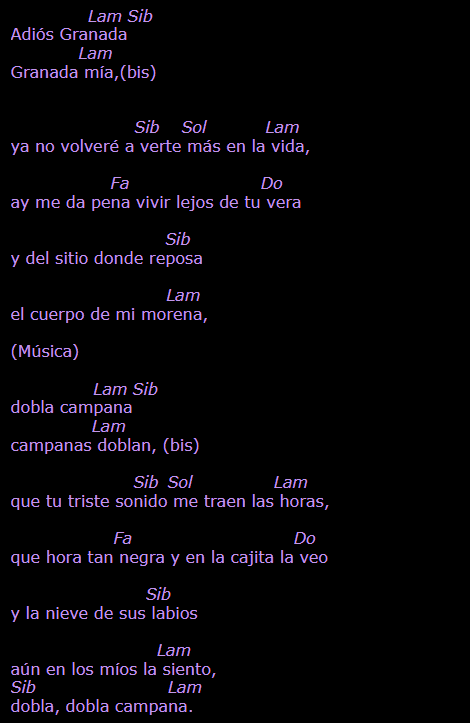 Lam Sib
Adiós Granada
Lam
Granada mía,(bis)
Sib Sol Lam
ya no volveré a verte más en la vida,
Fa Do
ay me da pena vivir lejos de tu vera
Sib
y del sitio donde reposa
Lam
el cuerpo de mi morena,
(Música)
Lam Sib
dobla campana
Lam
campanas doblan, (bis)
Sib Sol Lam
que tu triste sonido me traen las horas,
Fa Do
que hora tan negra y en la cajita la veo
Sib
y la nieve de sus labios
Lam
aún en los míos la siento,
Sib Lam
dobla, dobla campana.